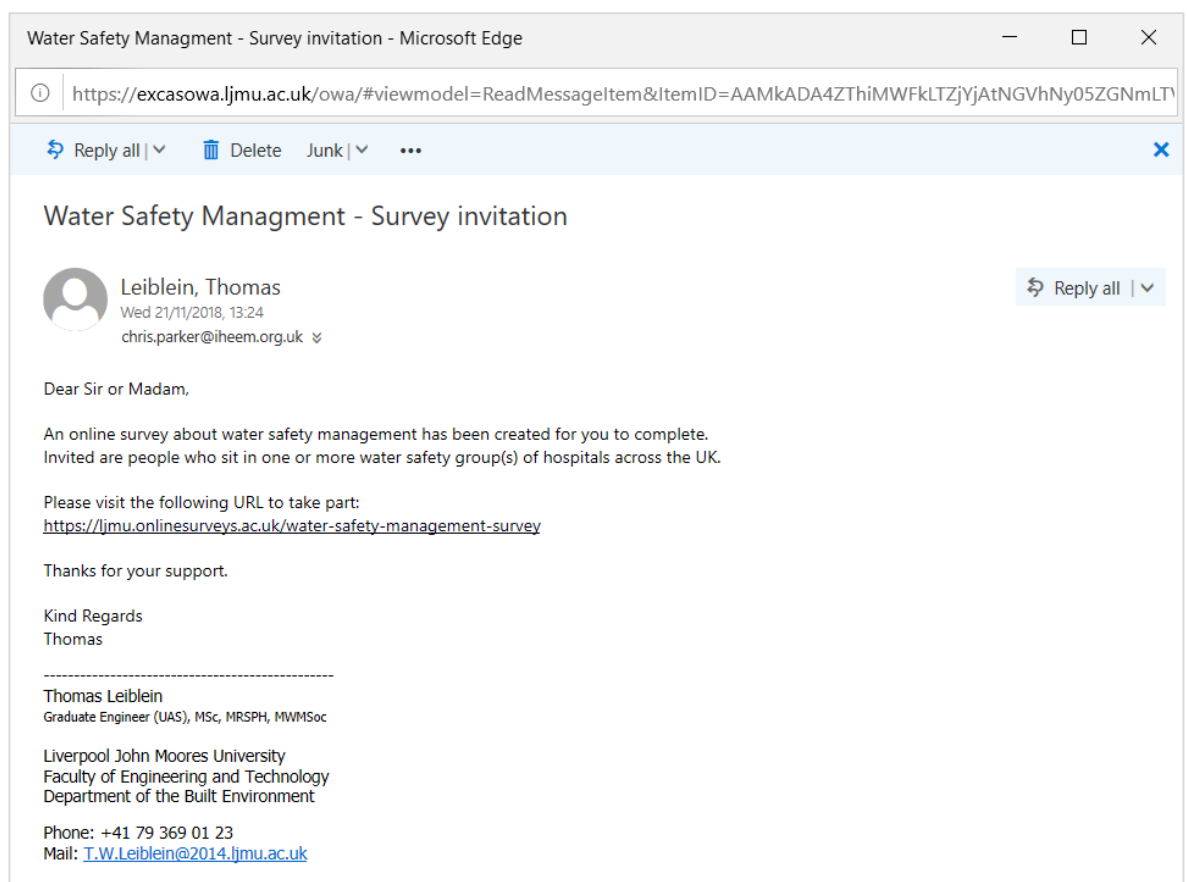 Water Safety Managment - Survey invitation - Microsoft Edge
https://excasowa.ljmu.ac.uk/owa/#viewmodel=ReadMessageItem&ItemID=AAMkADA4ZThiMWFkLTZjYjAtNGVhNy05ZGNmLTV
Reply all | Delete Junk | •••
Water Safety Managment - Survey invitation
Leiblein, Thomas
Reply all |
Wed 21/11/2018, 13:24
chris.parker@iheem.org.uk
Dear Sir or Madam,
An online survey about water safety management has been created for you to complete.
Invited are people who sit in one or more water safety group(s) of hospitals across the UK.
Please visit the following URL to take part:
https://ljmu.onlinesurveys.ac.uk/water-safety-management-survey
Thanks for your support.
Kind Regards
Thomas
------------------------------------------------
Thomas Leiblein
Graduate Engineer (UAS), MSc, MRSPH, MWMSoc
Liverpool John Moores University
Faculty of Engineering and Technology
Department of the Built Environment
Phone: +41 79 369 01 23
Mail: T.W.Leiblein@2014.ljmu.ac.uk